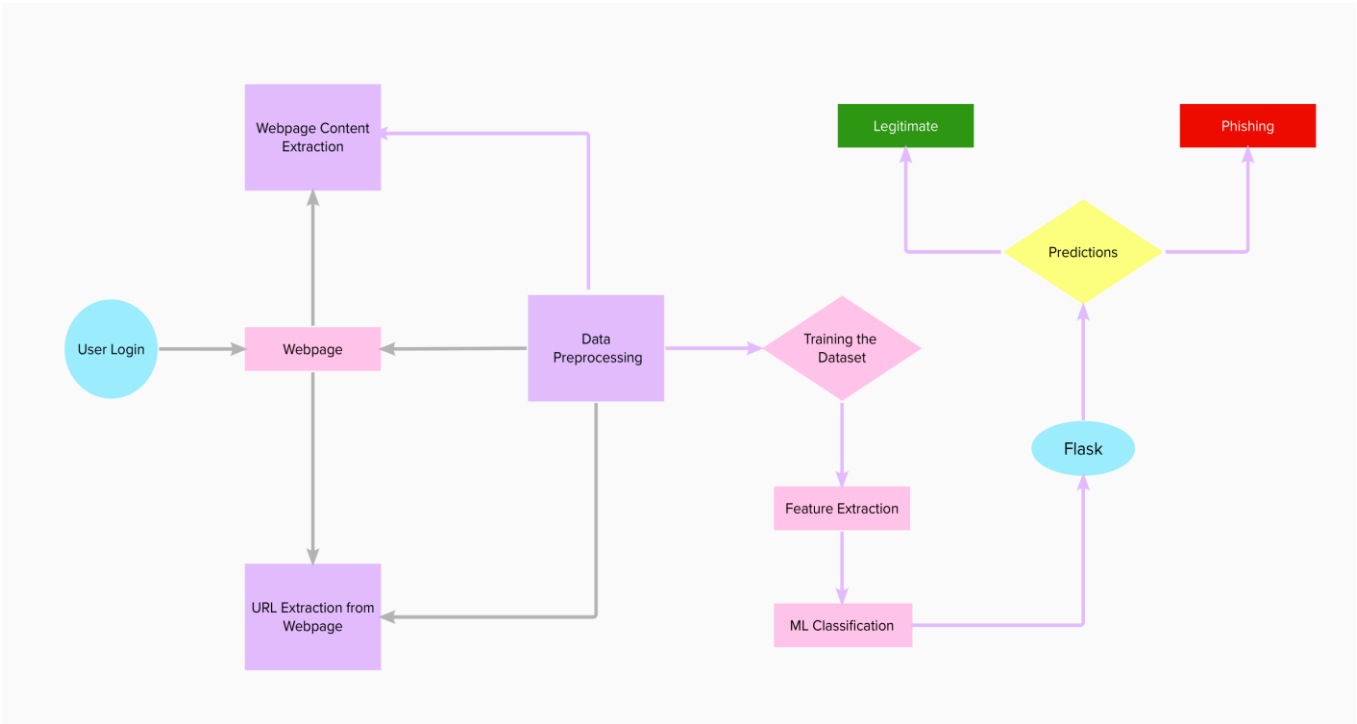 Webpage Content
Extraction
Legitimate
Phishing
Predictions
User Login
Webpage
Data
Preprocessing
Training the
Dataset
Flask
Feature Extraction
URL Extraction from
Webpage
ML Classification